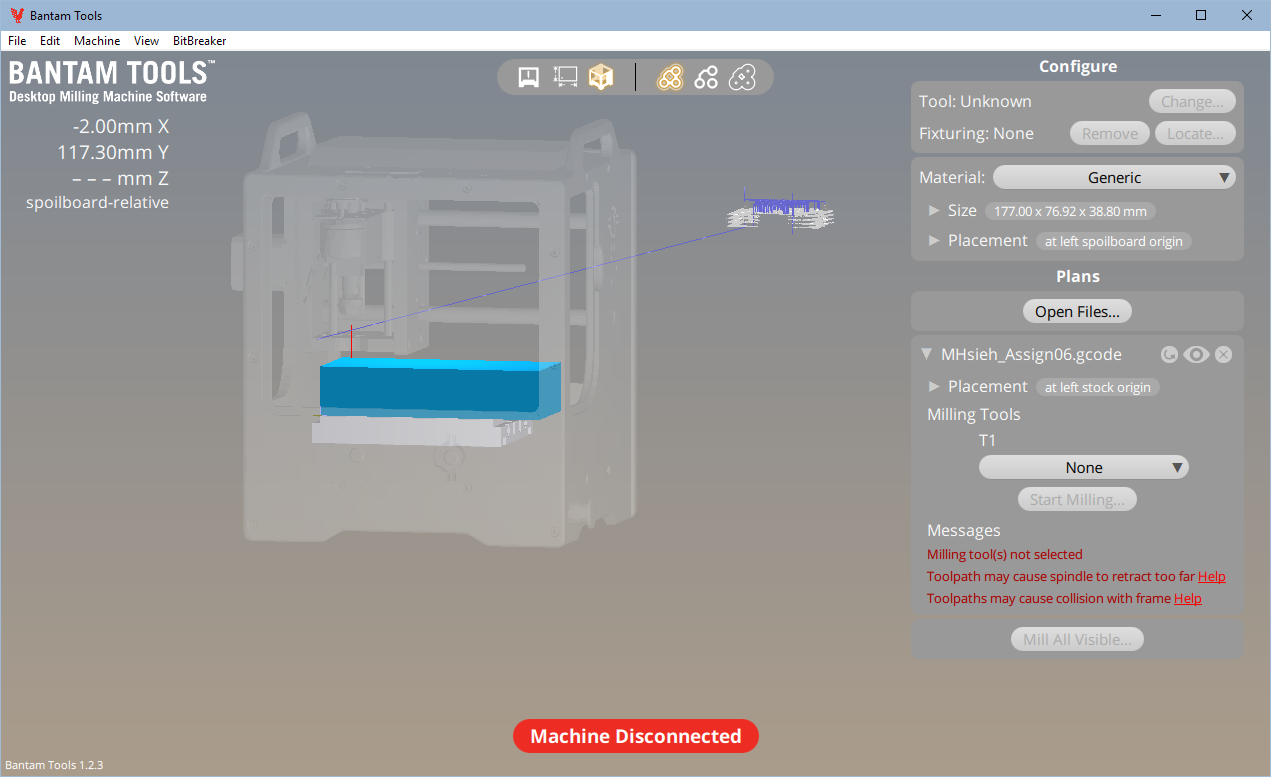 Bantam Tools
File Edit Machine View BitBreaker
BANTAM TOOLS™
Desktop Milling Machine Software
-2.00mm X
117.30mm Y
– – – mm Z
spoilboard-relative
Configure
Tool: Unknown Change...
Fixturing: None Remove Locate...
Material: Generic
Size 177.00 x 76.92 x 38.80 mm
Placement at left spoilboard origin
Plans
Open Files...
MHsieh_Assign06.gcode
Placement at left stock origin
Milling Tools
T1
None
Start Milling...
Messages
Milling tool(s) not selected
Toolpath may cause spindle to retract too far Help
Toolpaths may cause collision with frame Help
Mill All Visible...
Machine Disconnected
Bantam Tools 1.2.3